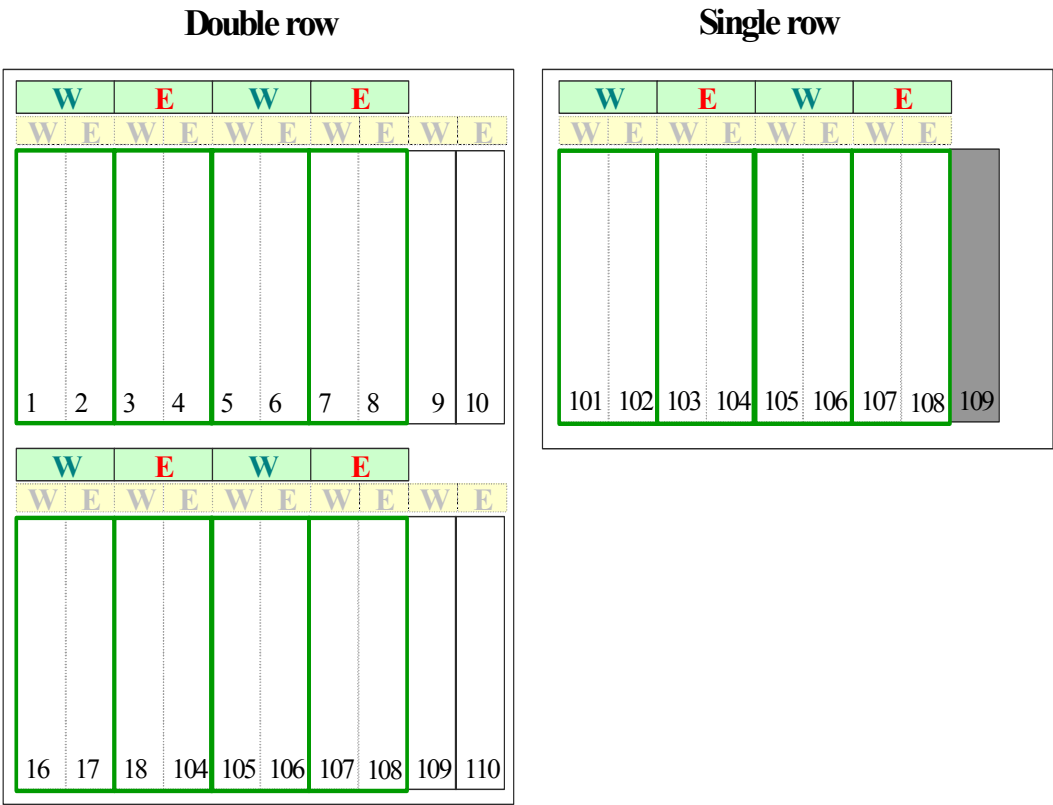 Double row
Single row
W E W E
W E W E W E W E W E
1 2 3 4 5 6 7 8 9 10
W E W E
W E W E W E W E W E
16 17 18 104 105 106 107 108 109 110
W E W E
W E W E W E W E
101 102 103 104 105 106 107 108 109